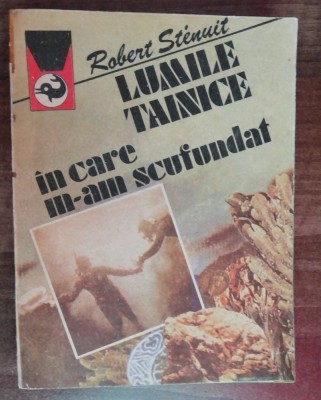 Robert Sténuit
LUMILE
TAINICE
în care
m-am scufundat